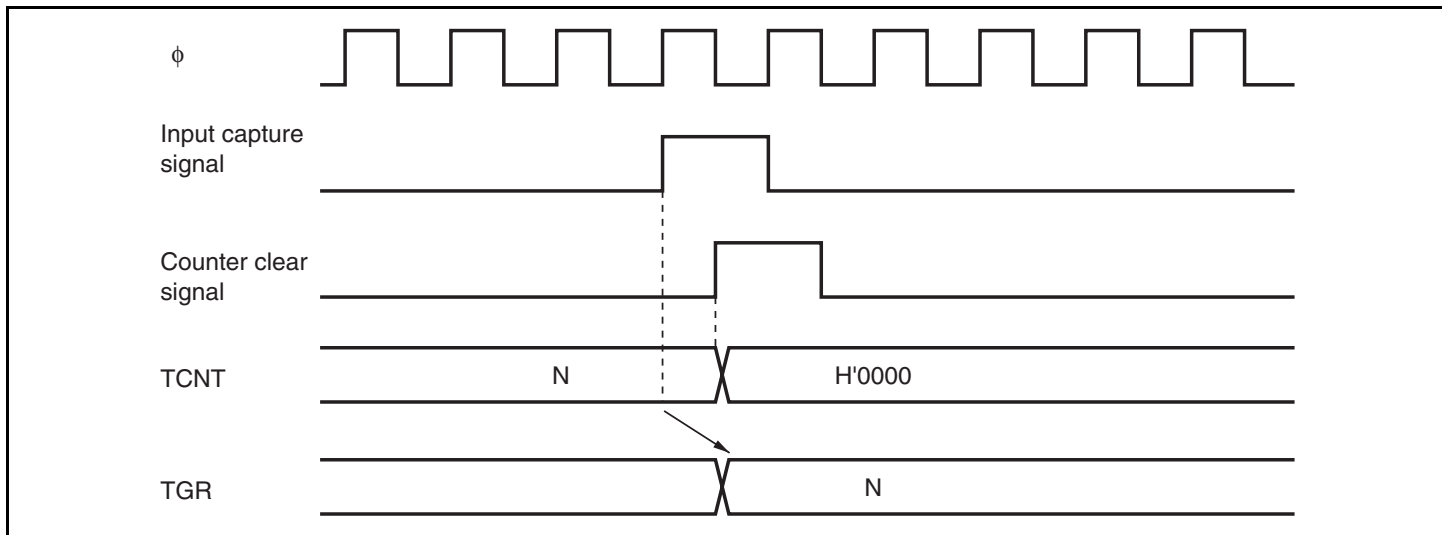 ϕ
Input capture
signal
Counter clear
signal
TCNT
N
H'0000
TGR
N